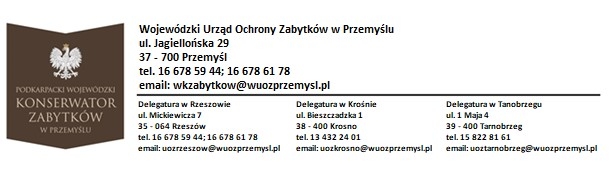 PODKARPACKI WOJEWÓDZKI
KONSERWATOR
ZABYTKÓW
W PRZEMYŚLU
Wojewódzki Urząd Ochrony Zabytków w Przemyślu
ul. Jagiellońska 29
37 - 700 Przemyśl
tel. 16 678 59 44; 16 678 61 78
email: wkzabytkow@wuozprzemysl.pl
Delegatura w Rzeszowie
ul. Mickiewicza 7
35 - 064 Rzeszów
tel. 16 678 59 44; 16 678 61 78
email: uozrzeszow@wuozprzemysl.pl
Delegatura w Krośnie
ul. Bieszczadzka 1
38 - 400 Krosno
tel. 13 432 24 01
email: uozkrosno@wuozprzemysl.pl
Delegatura w Tanobrzegu
ul. 1 Maja 4
39 - 400 Tarnobrzeg
tel. 15 822 81 61
email: uoztarnobrzeg@wuozprzemysl.pl